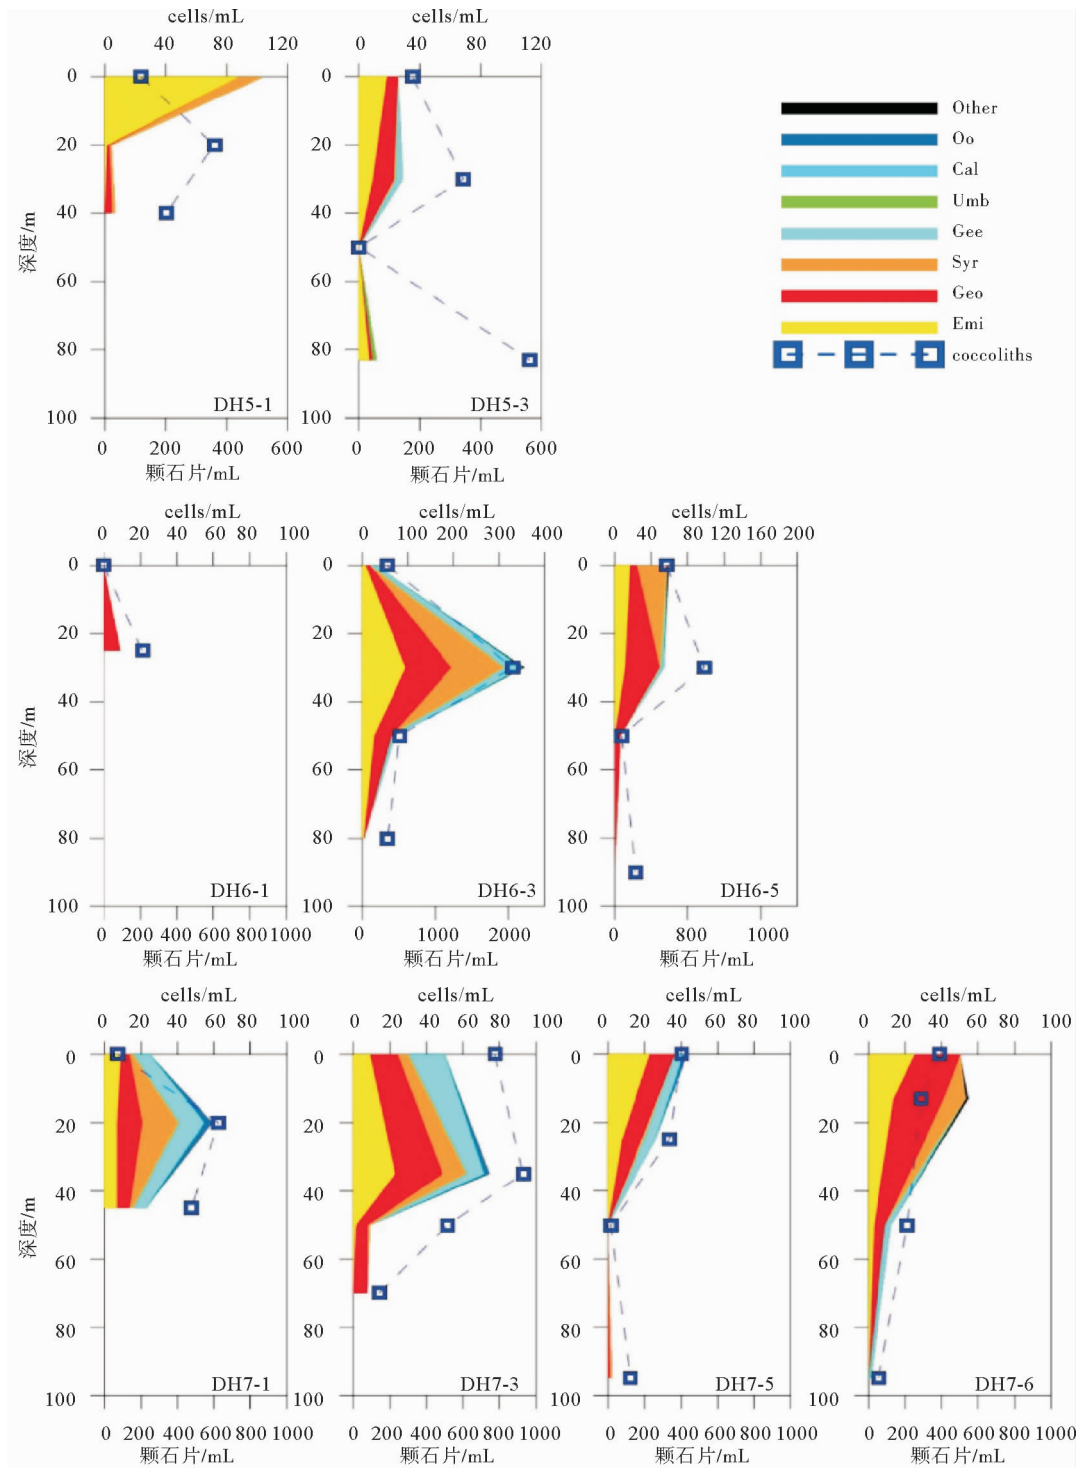 cells/mL cells/mL
0 40 80 120 0 40 80 120
0
20
40
60
80
100
深度/m
0
20
40
60
80
100
DH5-1 DH5-3
0 200 400 600 0 200 400 600
颗石片/mL 颗石片/mL
Other
Oo
Cal
Umb
Gee
Syr
Geo
Emi
coccoliths
cells/mL cells/mL cells/mL
0 20 40 60 80 100 0 100 200 300 400 0 40 80 120 160 200
0
20
40
60
80
100
深度/m
0
20
40
60
80
100
0
20
40
60
80
100
DH6-1 DH6-3 DH6-5
0 200 400 600 800 1000 0 1000 2000 0 800 1000
颗石片/mL 颗石片/mL 颗石片/mL
cells/mL cells/mL cells/mL cells/mL
0 20 40 60 80 100 0 20 40 60 80 100 0 20 40 60 80 100 0 20 40 60 80 100
0
20
40
60
80
100
深度/m
0
20
40
60
80
100
0
20
40
60
80
100
0
20
40
60
80
100
DH7-1 DH7-3 DH7-5 DH7-6
0 200 400 600 800 1000 0 200 400 600 800 1000 0 200 400 600 800 1000 0 200 400 600 800 1000
颗石片/mL 颗石片/mL 颗石片/mL 颗石片/mL